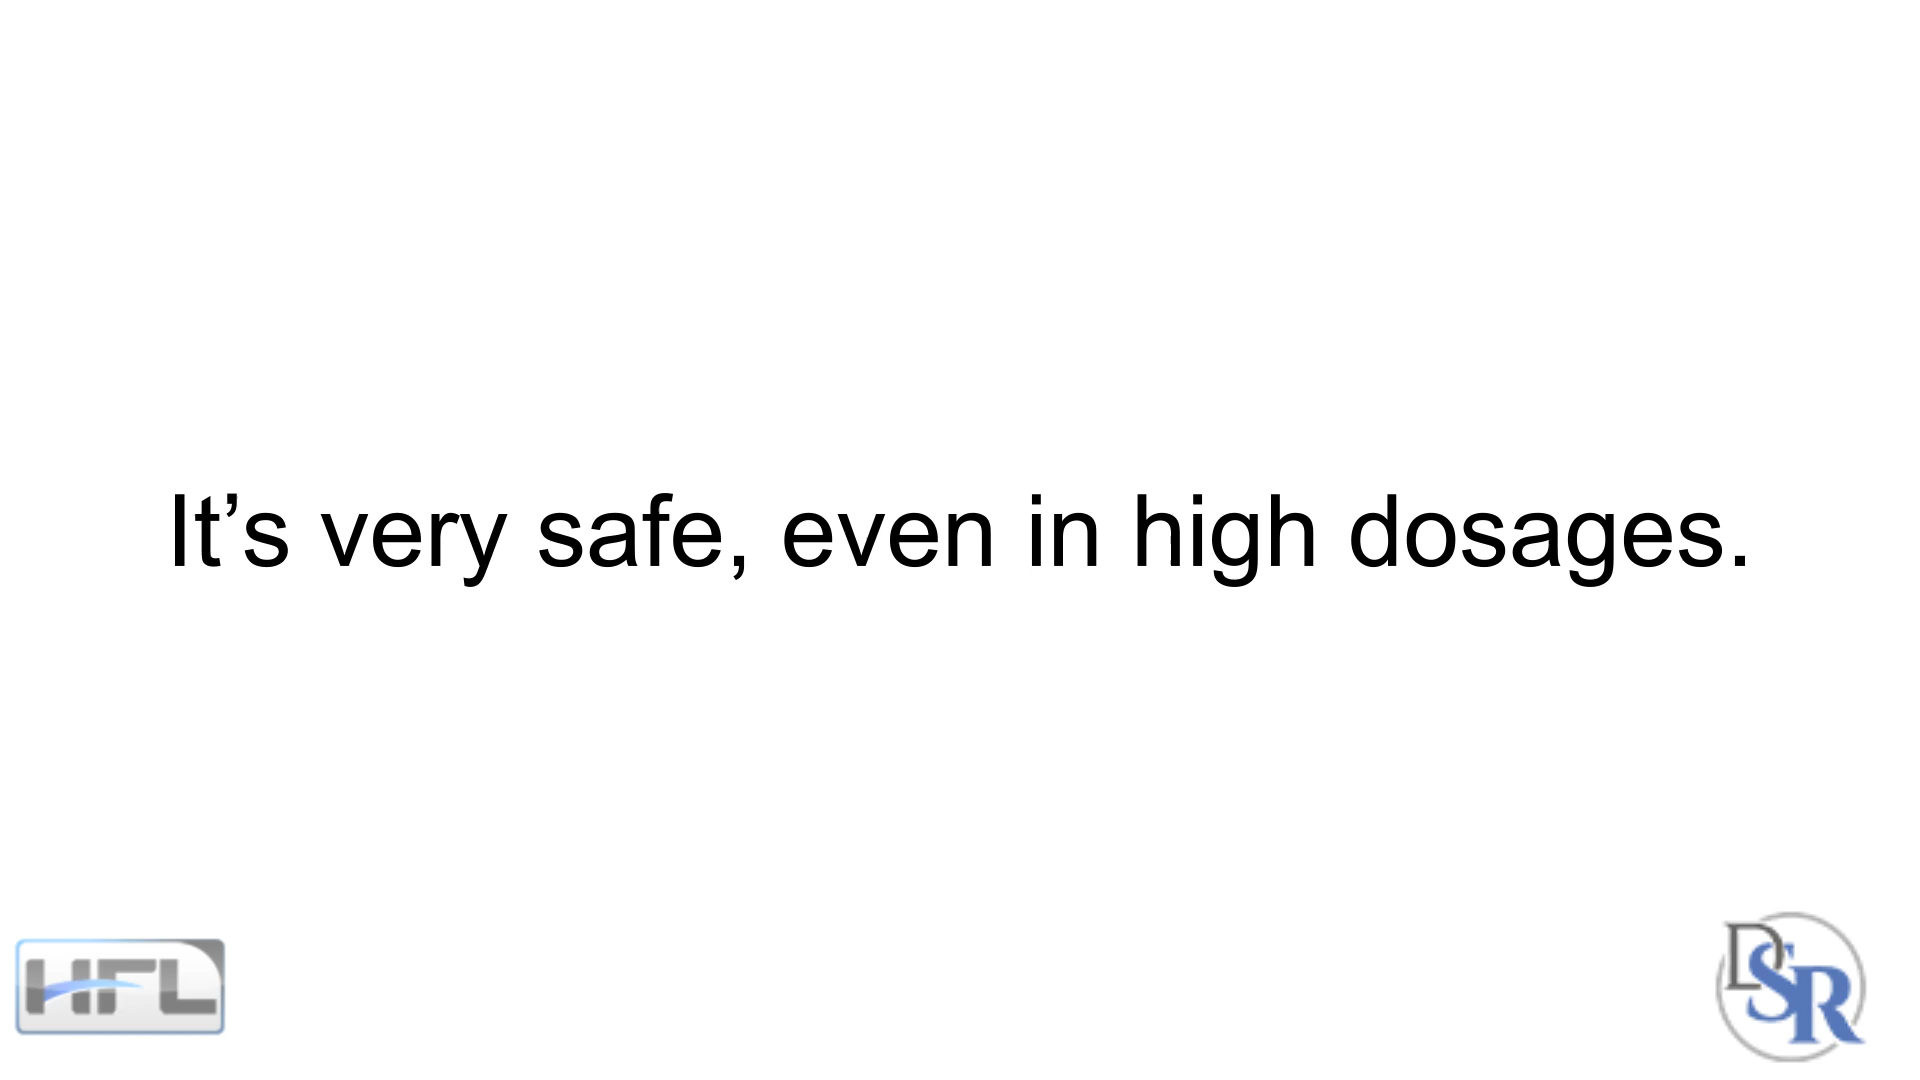 It’s very safe, even in high dosages.
HFL
DSR